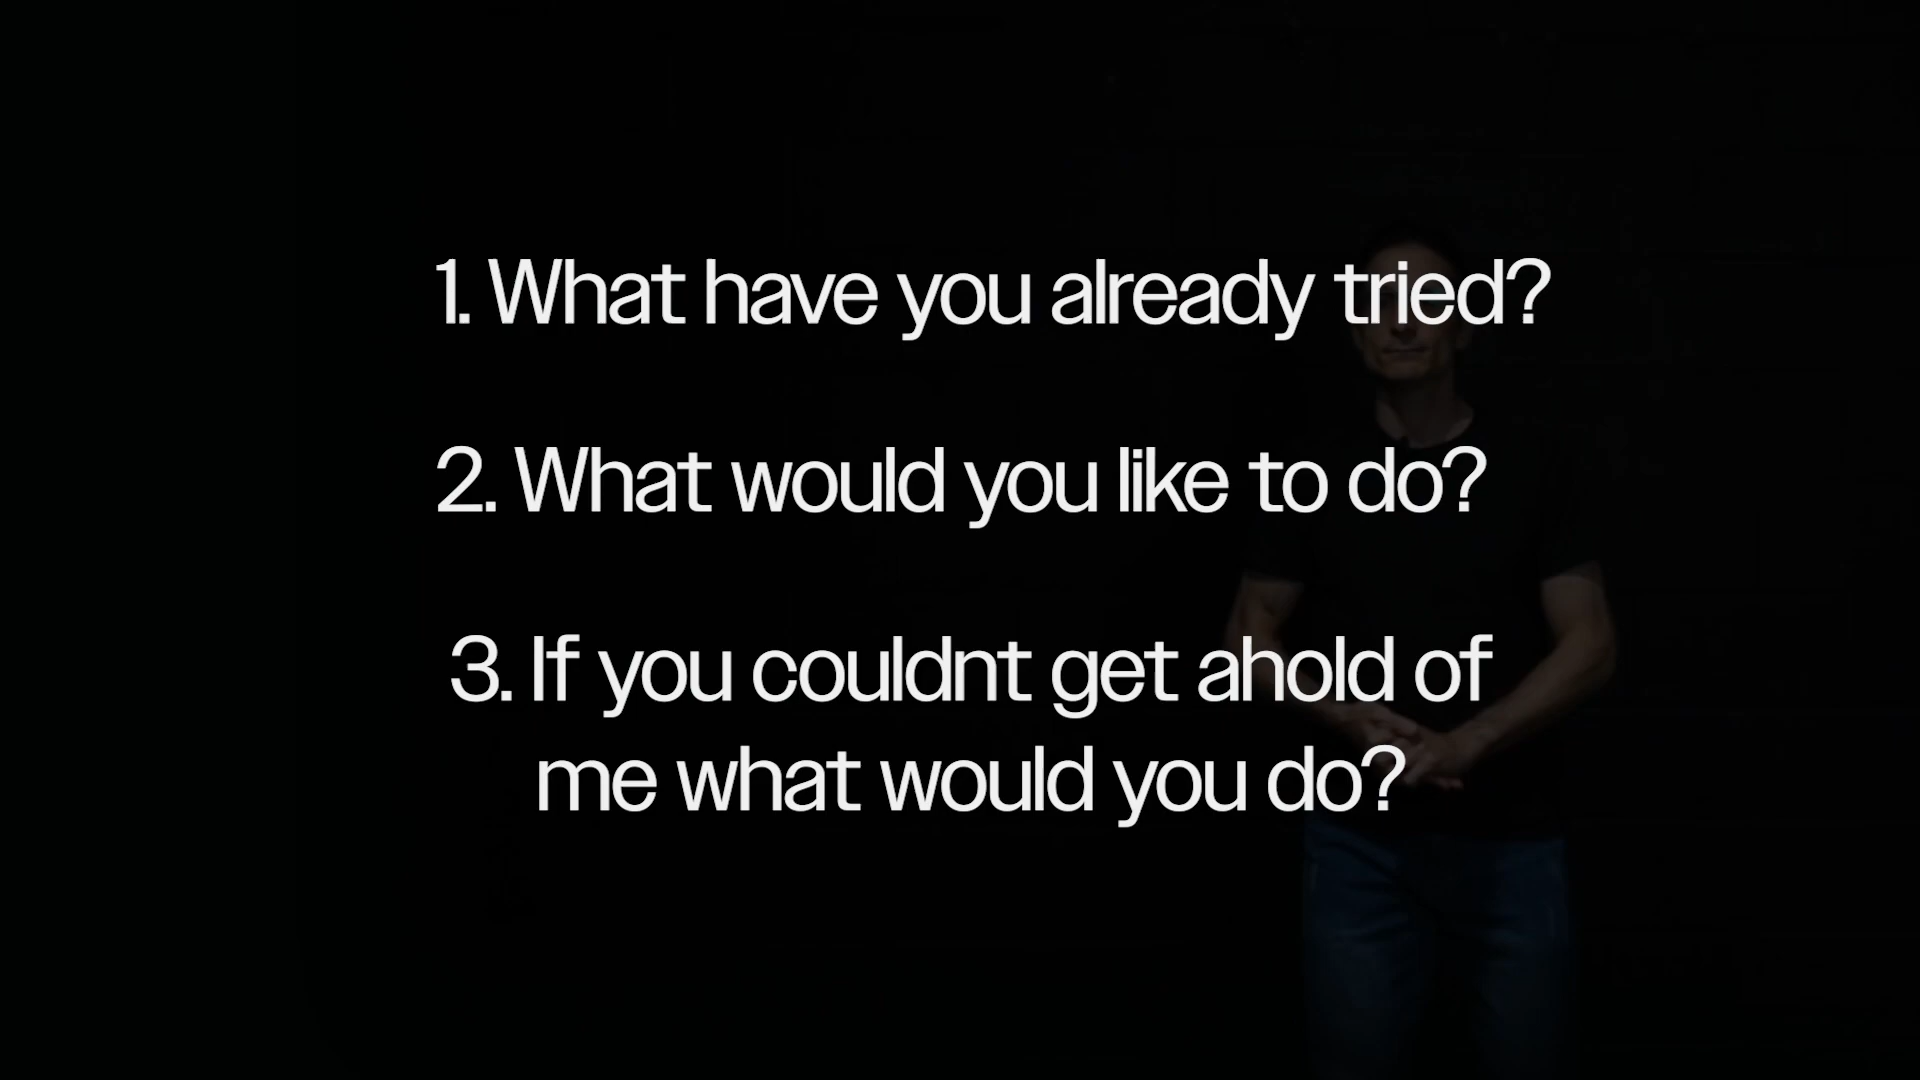 1. What have you already tried?
2. What would you like to do?
3. If you couldnt get ahold of
me what would you do?